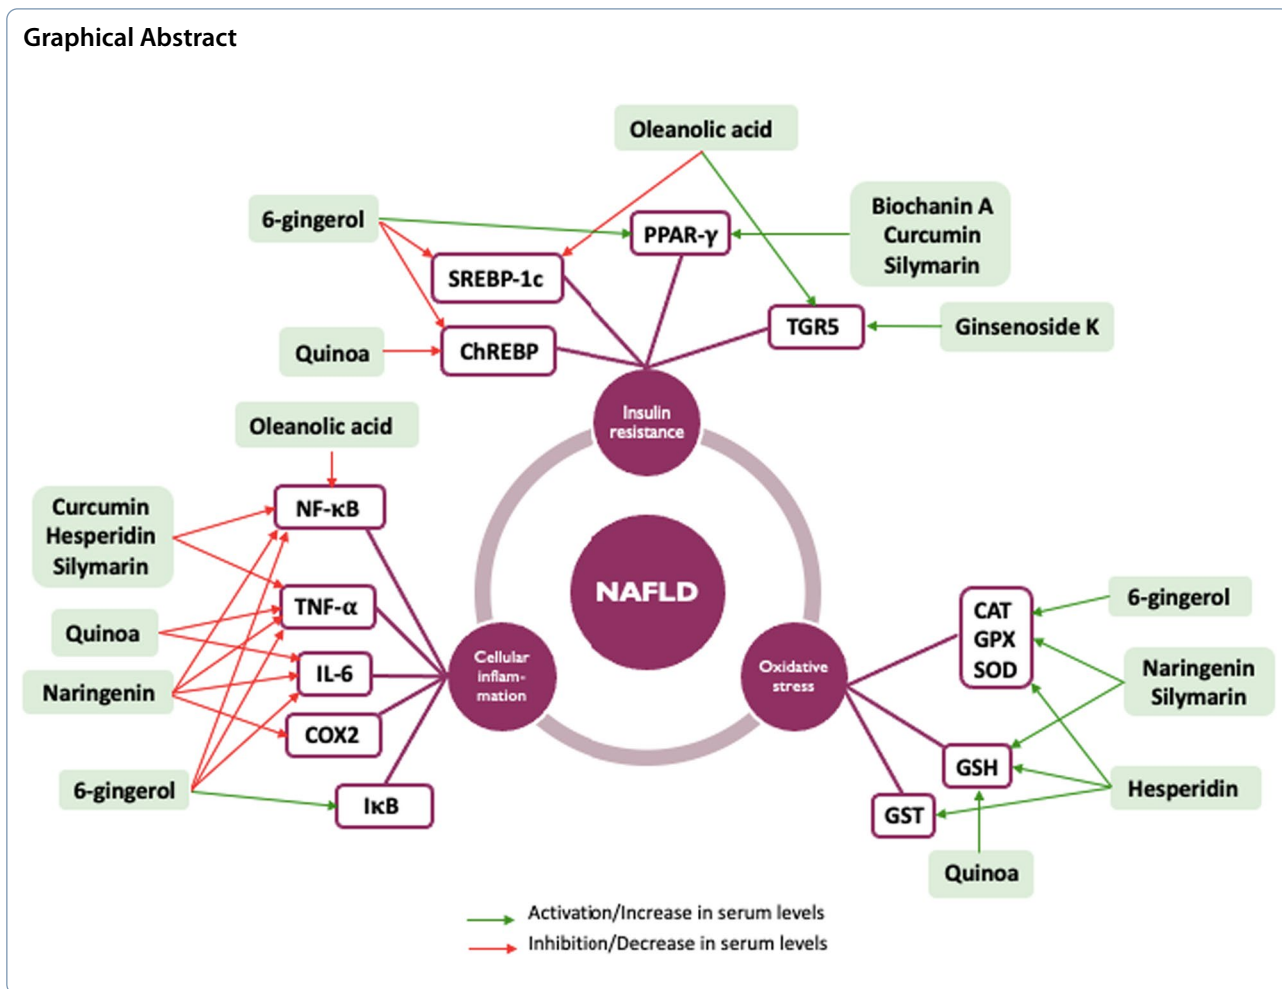 Graphical Abstract
Oleanolic acid
6-gingerol
PPAR-γ
Biochanin A
Curcumin
Silymarin
SREBP-1c
TGR5
Ginsenoside K
Quinoa
ChREBP
Insulin
resistance
Oleanolic acid
Curcumin
Hesperidin
Silymarin
NF-κB
TNF-α
Quinoa
IL-6
Naringenin
COX2
6-gingerol
IκB
Cellular
inflam-
mation
NAFLD
Oxidative
stress
CAT
GPX
SOD
6-gingerol
Naringenin
Silymarin
GSH
Hesperidin
GST
Quinoa
Activation/Increase in serum levels
Inhibition/Decrease in serum levels